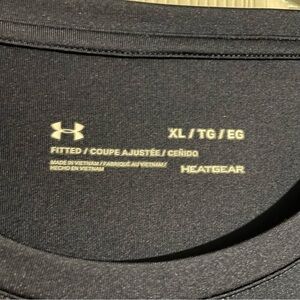 XL / TG / EG
FITTED / COUPE AJUSTÉE / CEÑIDO
MADE IN VIETNAM / FABRIQUÉ AU VIETNAM /
HECHO EN VIETNAM
HEATGEAR